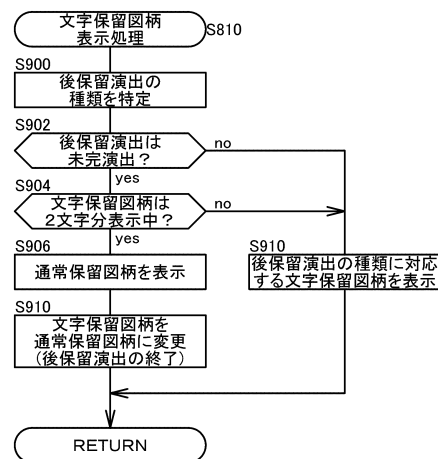 文字保留図柄
表示処理
S810
S900
後保留演出の
種類を特定
S902
後保留演出は
未完演出？
no
yes
S904
文字保留図柄は
2文字分表示中？
no
yes
S906
通常保留図柄を表示
S910
後保留演出の種類に対応
する文字保留図柄を表示
S910
文字保留図柄を
通常保留図柄に変更
(後保留演出の終了)
RETURN